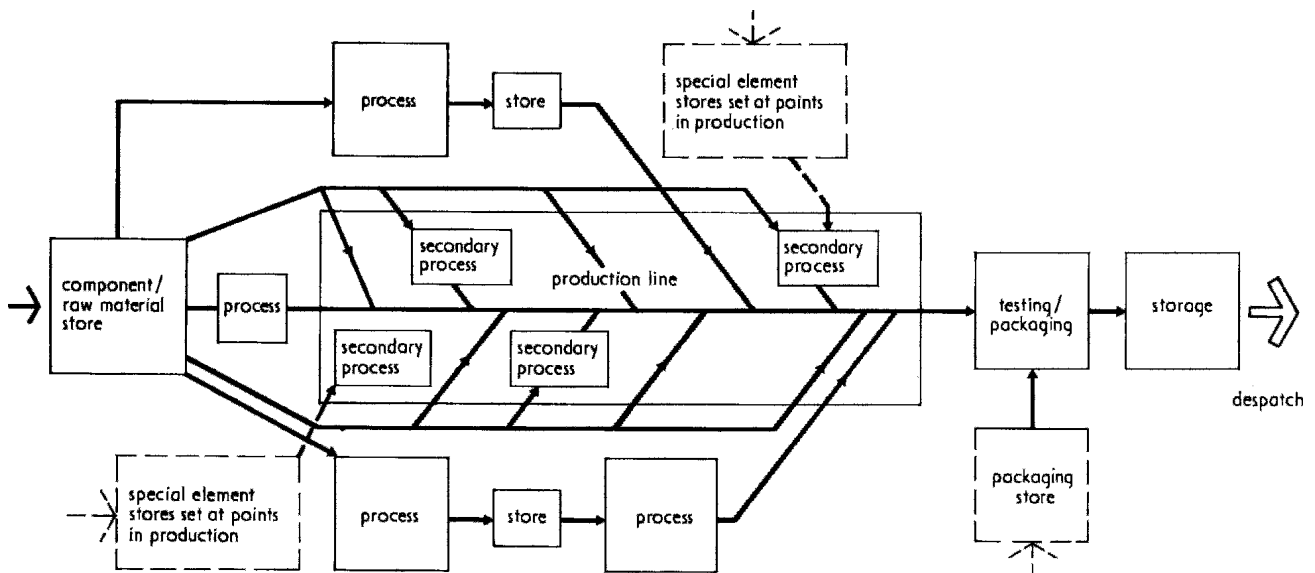 process
store
special element
stores set at points
in production
secondary
process
secondary
process
production line
component/
raw material
store
process
testing/
packaging
storage
secondary
process
secondary
process
despatch
special element
stores set at points
in production
process
store
process
packaging
store